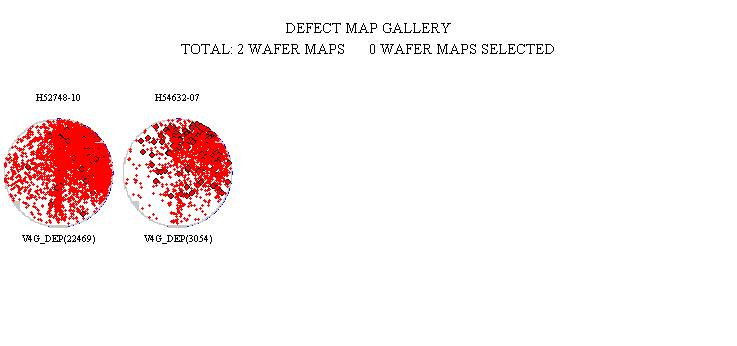 DEFECT MAP GALLERY
TOTAL: 2 WAFER MAPS 0 WAFER MAPS SELECTED
H52748-10 H54632-07
V4G_DEP(22469) V4G_DEP(3054)